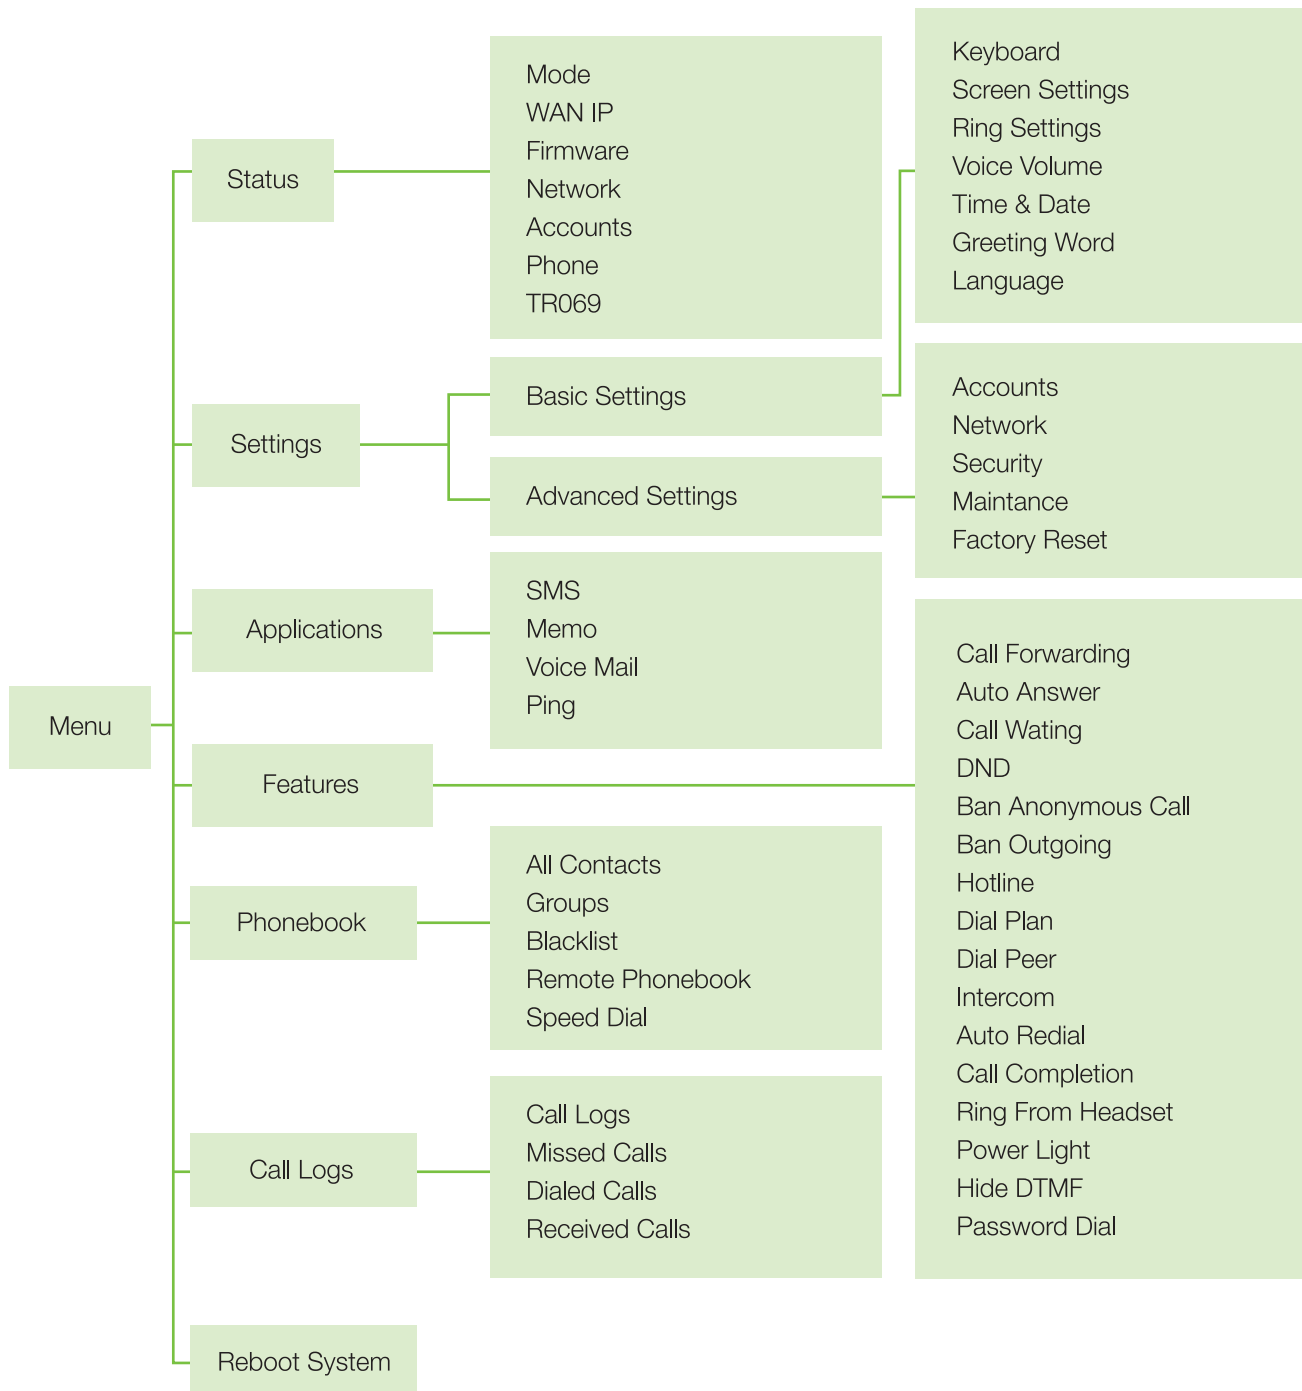 Menu
Status
Mode
WAN IP
Firmware
Network
Accounts
Phone
TR069
Settings
Basic Settings
Keyboard
Screen Settings
Ring Settings
Voice Volume
Time & Date
Greeting Word
Language
Advanced Settings
Accounts
Network
Security
Maintance
Factory Reset
Applications
SMS
Memo
Voice Mail
Ping
Features
Call Forwarding
Auto Answer
Call Wating
DND
Ban Anonymous Call
Ban Outgoing
Hotline
Dial Plan
Dial Peer
Intercom
Auto Redial
Call Completion
Ring From Headset
Power Light
Hide DTMF
Password Dial
Phonebook
All Contacts
Groups
Blacklist
Remote Phonebook
Speed Dial
Call Logs
Call Logs
Missed Calls
Dialed Calls
Received Calls
Reboot System